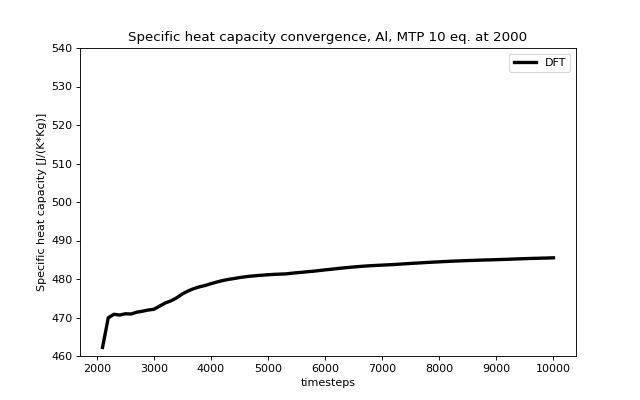 Specific heat capacity convergence, Al, MTP 10 eq. at 2000
DFT
Specific heat capacity [J/(K*Kg)]
540
530
520
510
500
490
480
470
460
2000 3000 4000 5000 6000 7000 8000 9000 10000
timesteps